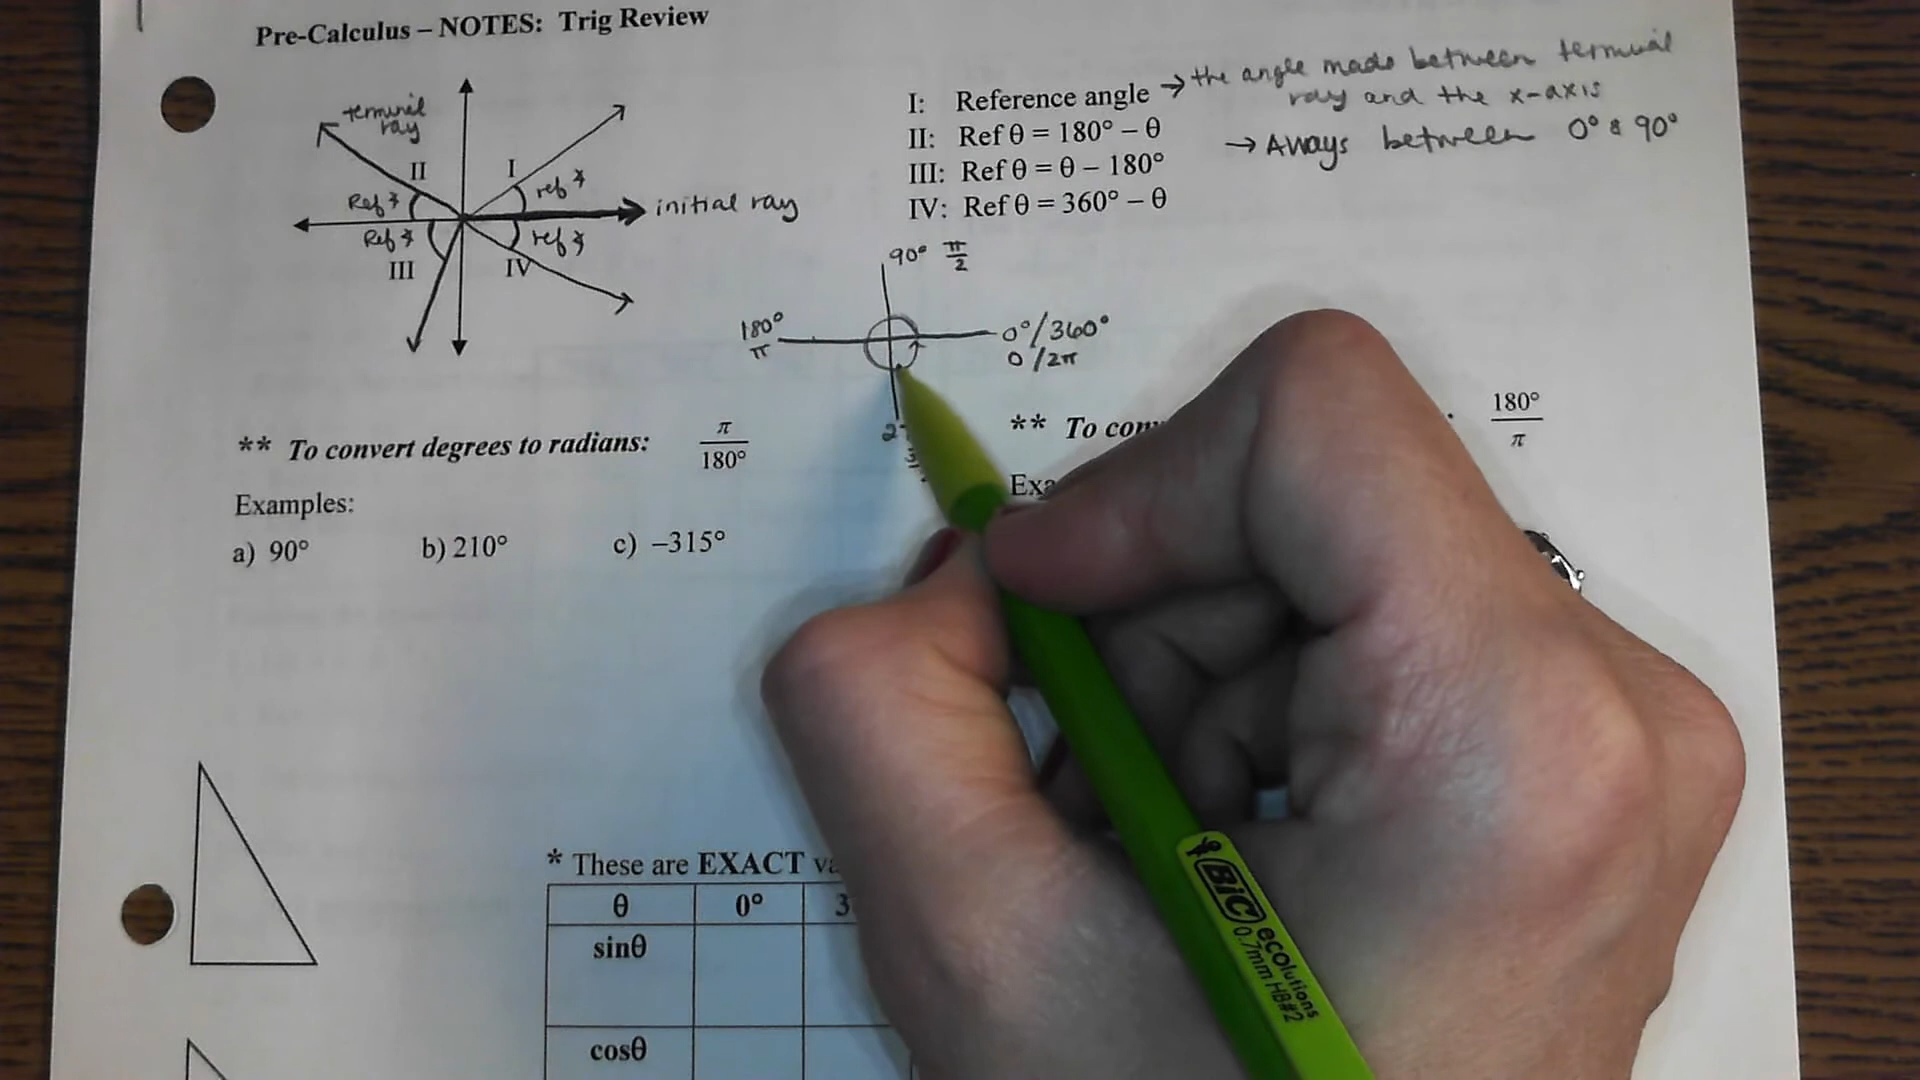 Pre-Calculus – NOTES: Trig Review
terminal
ray
II
I
Ref ∡
ref ∡
initial ray
Ref ∡
ref ∡
III
IV
I: Reference angle → the angle made between terminal
ray and the x-axis
II: Ref θ = 180° – θ
→ Always between 0° & 90°
III: Ref θ = θ – 180°
IV: Ref θ = 360° – θ
90° π/2
180°
π
0°/360°
0/2π
** To convert degrees to radians: π/180°
** To
180°/π
Examples:
a) 90°
b) 210°
c) –315°
* These are EXACT
θ
0°
sinθ
cosθ
BiC ecolutions
0.7mm HB#2